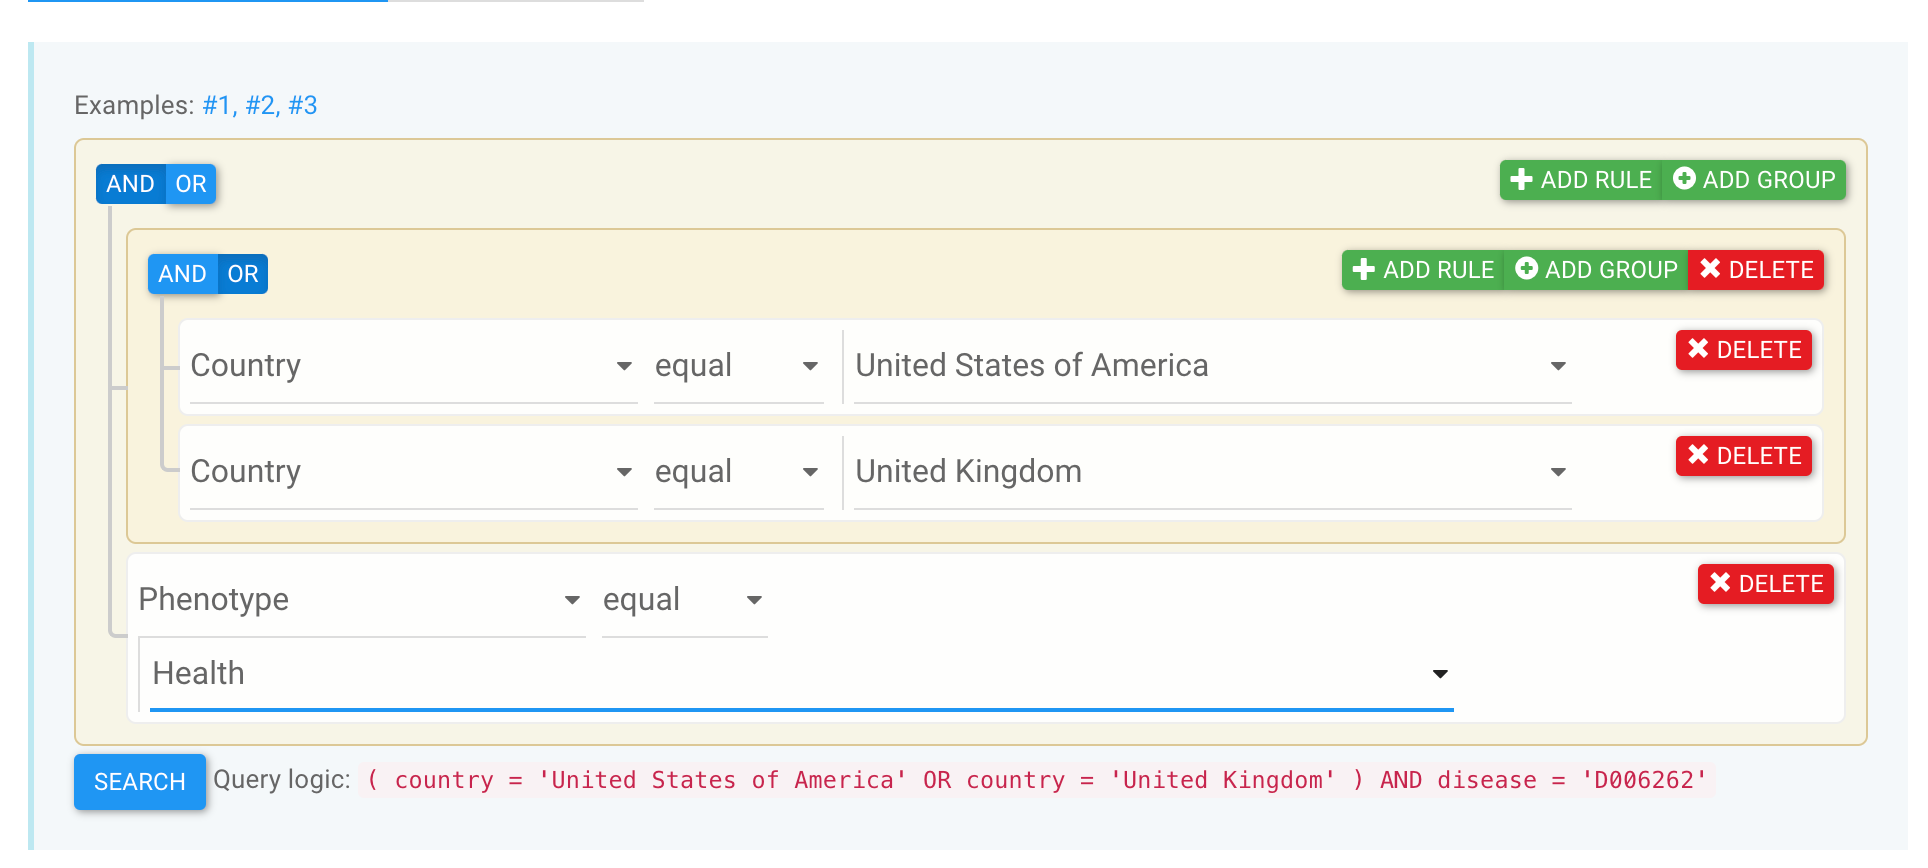 Examples: #1, #2, #3
AND OR + ADD RULE ADD GROUP
AND OR + ADD RULE ADD GROUP ✖ DELETE
Country equal United States of America ✖ DELETE
Country equal United Kingdom ✖ DELETE
Phenotype equal ✖ DELETE
Health
SEARCH Query logic: ( country = 'United States of America' OR country = 'United Kingdom' ) AND disease = 'D006262'